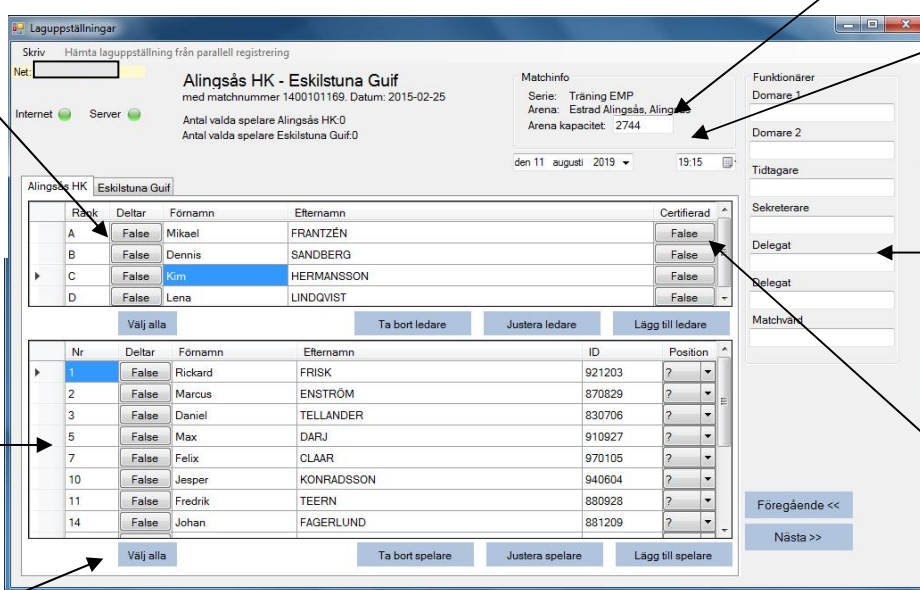 Laguppställningar
Skriv Hämta laguppställning från parallell registrering
Net:
Internet Server
Alingsås HK - Eskilstuna Guif
med matchnummer 1400101169. Datum: 2015-02-25
Antal valda spelare Alingsås HK:0
Antal valda spelare Eskilstuna Guif:0
Matchinfo
Serie: Träning EMP
Arena: Estrad Alingsås, Alingsås
Arena kapacitet: 2744
den 11 augusti 2019 19:15
Funktionärer
Domare 1
Domare 2
Tidtagare
Sekreterare
Delegat
Delegat
Matchvärd
Alingsås HK Eskilstuna Guif
Rank Deltar Förnamn Efternamn Certifierad
A False Mikael FRANTZÉN False
B False Dennis SANDBERG False
C False Kim HERMANSSON False
D False Lena LINDQVIST False
Välj alla Ta bort ledare Justera ledare Lägg till ledare
Nr Deltar Förnamn Efternamn ID Position
1 False Rickard FRISK 921203 ?
2 False Marcus ENSTRÖM 870829 ?
3 False Daniel TELLANDER 830706 ?
5 False Max DARJ 910927 ?
7 False Felix CLAAR 970105 ?
10 False Jesper KONRADSSON 940604 ?
11 False Fredrik TEERN 880928 ?
14 False Johan FAGERLUND 881209 ?
Välj alla Ta bort spelare Justera spelare Lägg till spelare
Föregående <<
Nästa >>